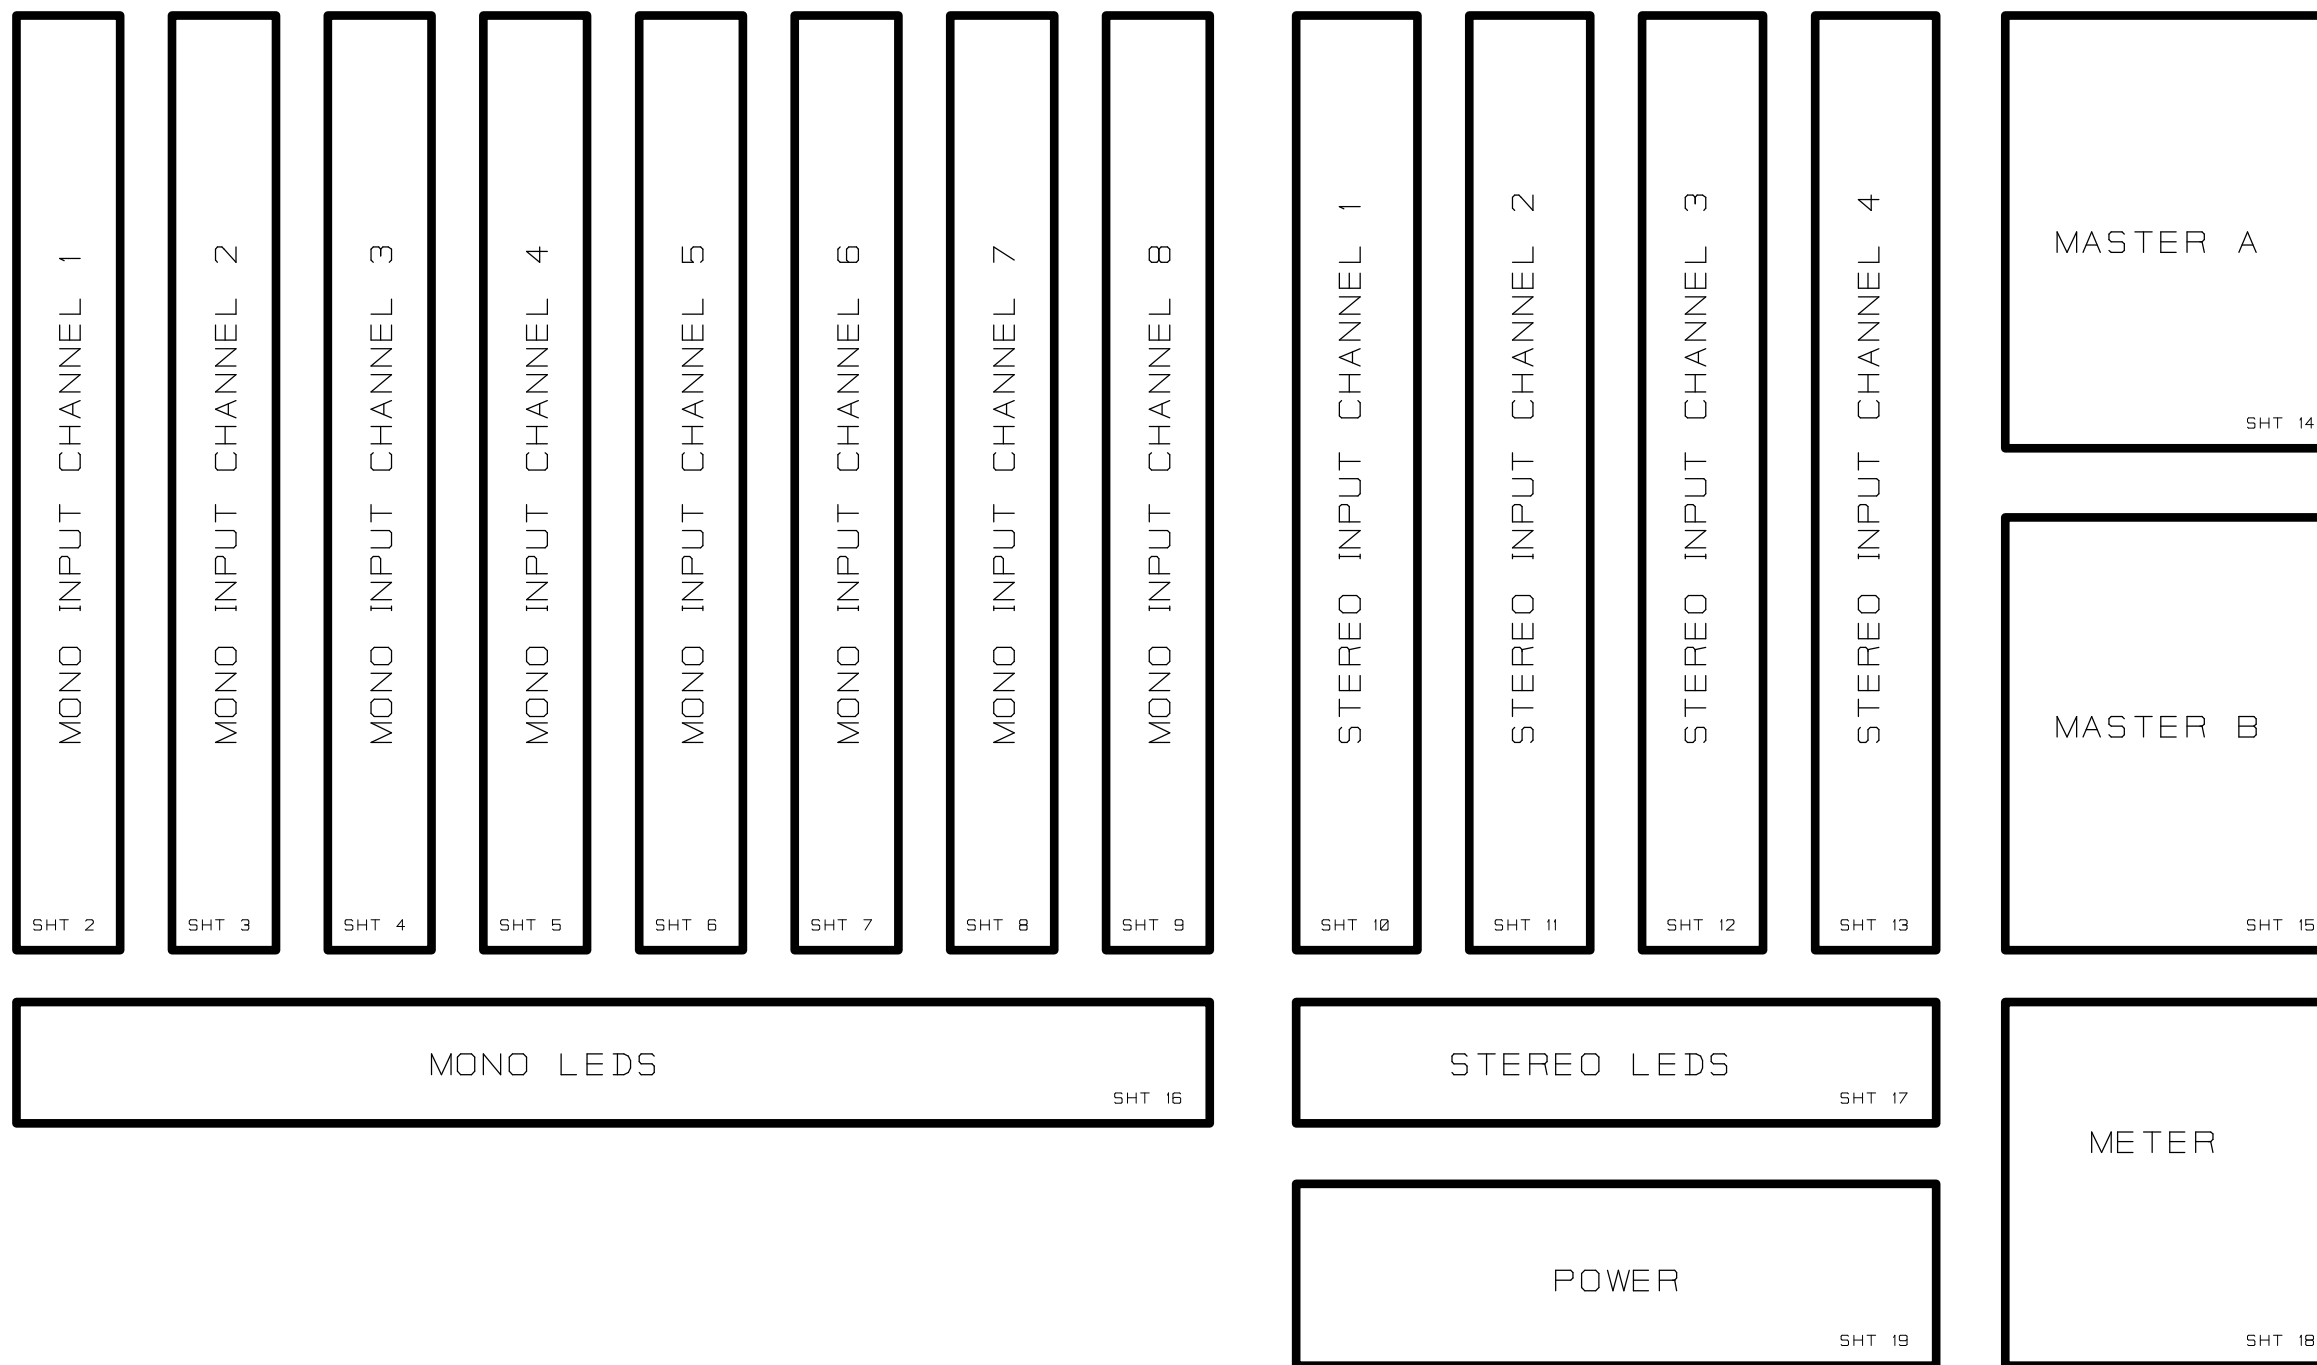 MONO INPUT CHANNEL 1
SHT 2
MONO INPUT CHANNEL 2
SHT 3
MONO INPUT CHANNEL 3
SHT 4
MONO INPUT CHANNEL 4
SHT 5
MONO INPUT CHANNEL 5
SHT 6
MONO INPUT CHANNEL 6
SHT 7
MONO INPUT CHANNEL 7
SHT 8
MONO INPUT CHANNEL 8
SHT 9
STEREO INPUT CHANNEL 1
SHT 10
STEREO INPUT CHANNEL 2
SHT 11
STEREO INPUT CHANNEL 3
SHT 12
STEREO INPUT CHANNEL 4
SHT 13
MASTER A
SHT 14
MASTER B
SHT 15
MONO LEDS
SHT 16
STEREO LEDS
SHT 17
METER
SHT 18
POWER
SHT 19